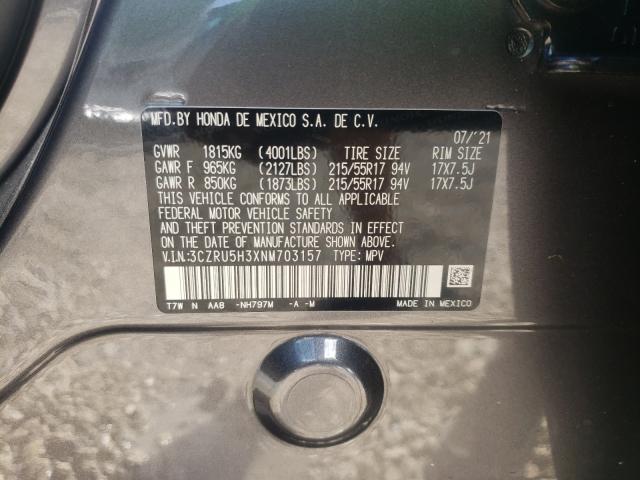 MFD.BY HONDA DE MEXICO S.A. DE C.V.
07/'21
GVWR 1815KG (4001LBS) TIRE SIZE RIM SIZE
GAWR F 965KG (2127LBS) 215/55R17 94V 17X7.5J
GAWR R 850KG (1873LBS) 215/55R17 94V 17X7.5J
THIS VEHICLE CONFORMS TO ALL APPLICABLE
FEDERAL MOTOR VEHICLE SAFETY
AND THEFT PREVENTION STANDARDS IN EFFECT
ON THE DATE OF MANUFACTURE SHOWN ABOVE.
V.I.N:3CZRU5H3XNM703157 TYPE: MPV
T7W N AA8 -NH797M -A -M MADE IN MEXICO